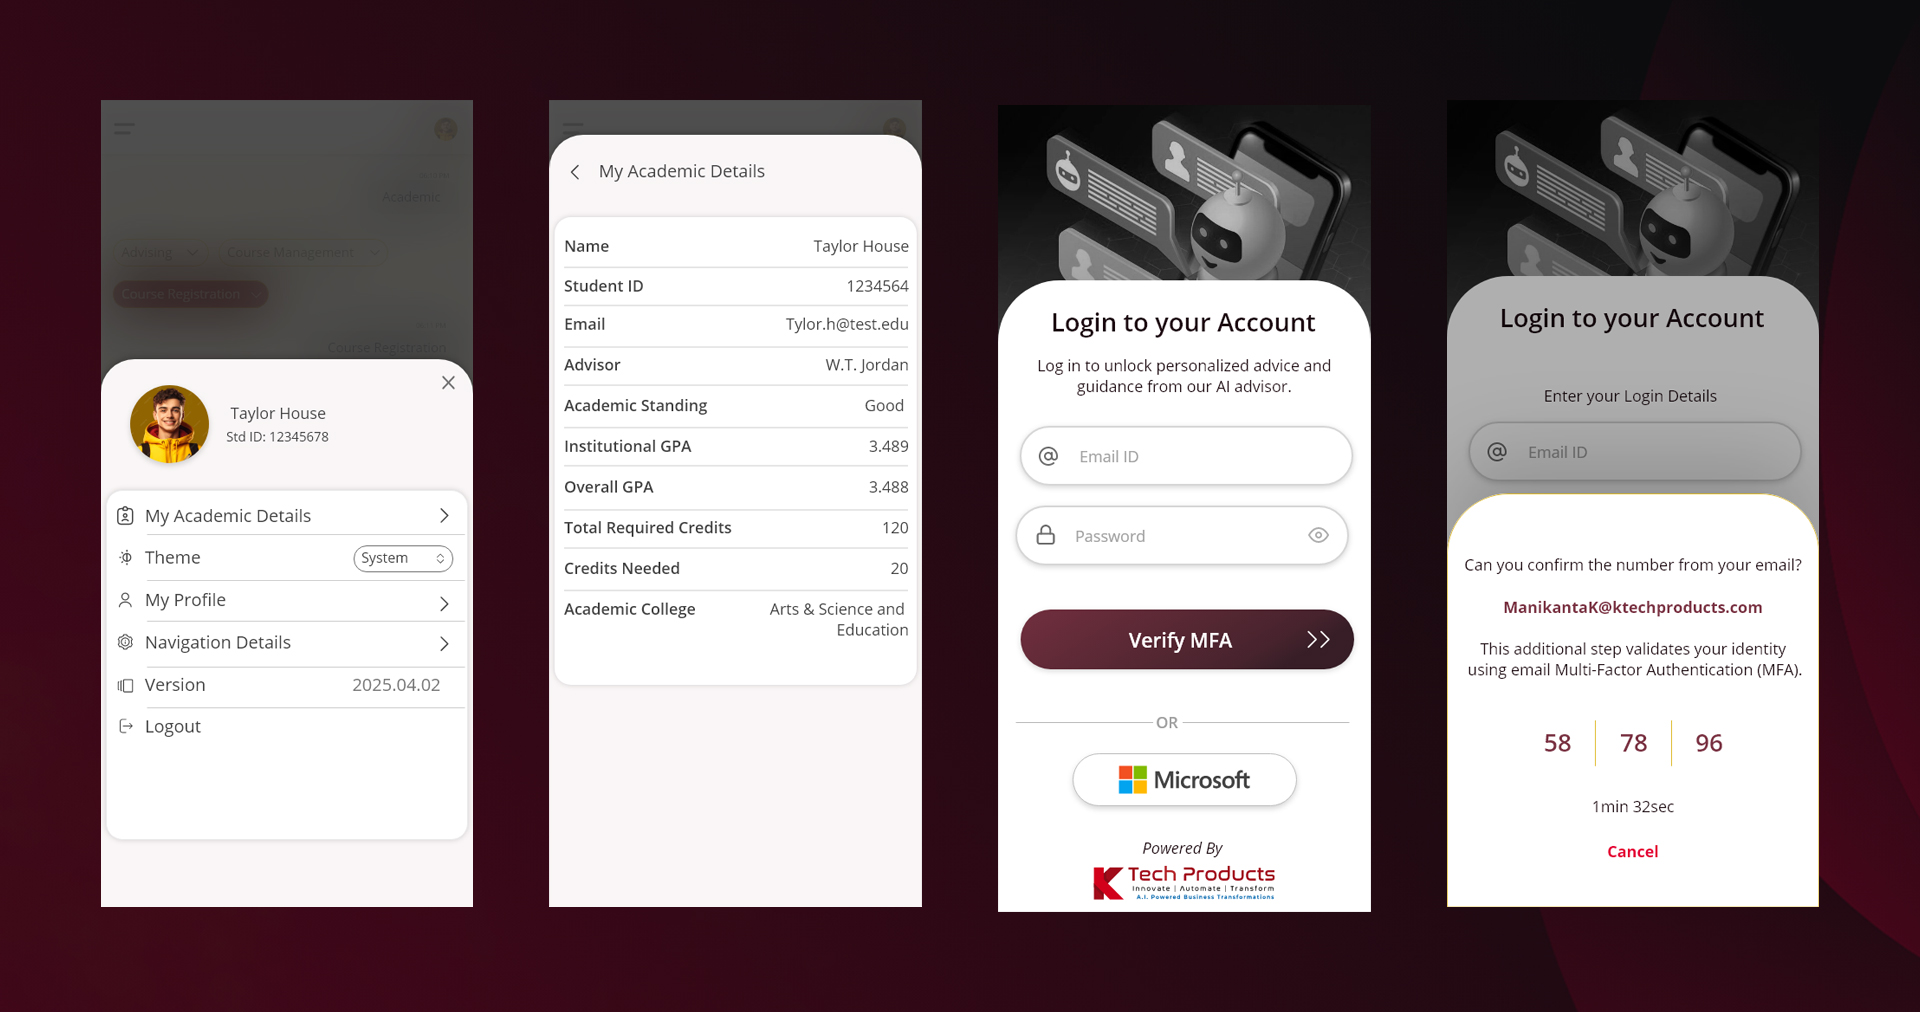 Academic
Advising
Course Management
Course Registration
Course Registration
Taylor House
Std ID: 12345678
My Academic Details
Theme
System
My Profile
Navigation Details
Version
2025.04.02
Logout
My Academic Details
Name
Taylor House
Student ID
1234564
Email
Tylor.h@test.edu
Advisor
W.T. Jordan
Academic Standing
Good
Institutional GPA
3.489
Overall GPA
3.488
Total Required Credits
120
Credits Needed
20
Academic College
Arts & Science and
Education
Login to your Account
Log in to unlock personalized advice and
guidance from our AI advisor.
@
Email ID
Password
Verify MFA
OR
Microsoft
Powered By
K Tech Products
Innovate | Automate | Transform
A.I. Powered Business Transformations
Login to your Account
Enter your Login Details
@
Email ID
Can you confirm the number from your email?
ManikantaK@ktechproducts.com
This additional step validates your identity
using email Multi-Factor Authentication (MFA).
58
78
96
1min 32sec
Cancel